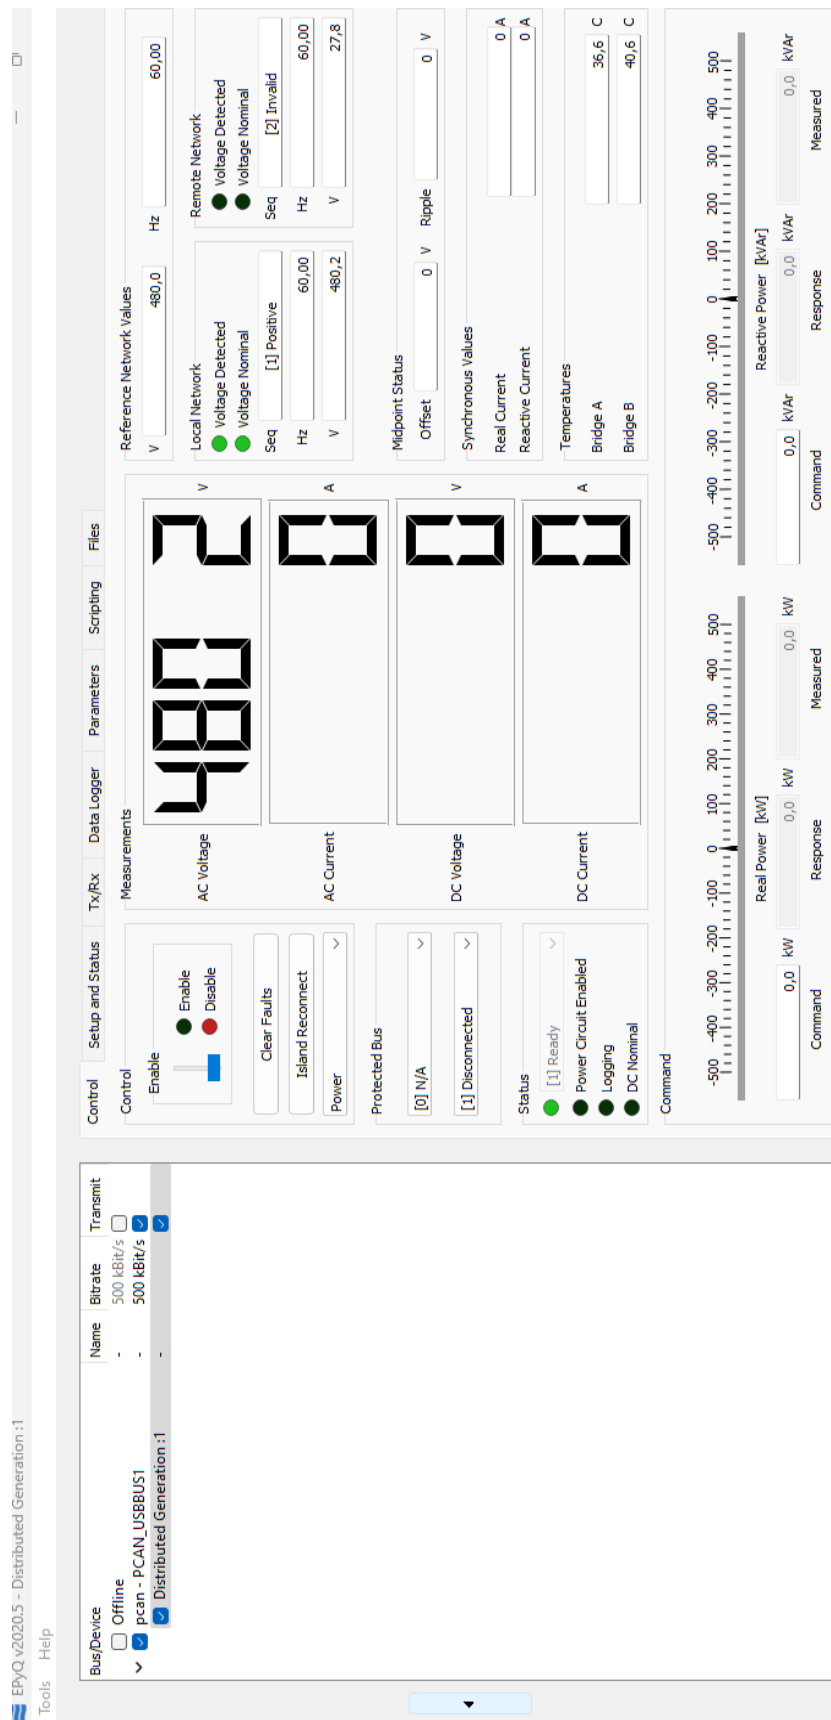 EPyQ v2020.5 - Distributed Generation :1
Tools Help
Bus/Device Name Bitrate Transmit
Offline - 500 kBit/s
pcan - PCAN_USBBUS1 - 500 kBit/s
Distributed Generation :1 -
Control Setup and Status Tx/Rx Data Logger Parameters Scripting Files
Control
Enable
Enable
Disable
Clear Faults
Island Reconnect
Power
Protected Bus
[0] N/A
[1] Disconnected
Status
[1] Ready
Power Circuit Enabled
Logging
DC Nominal
Measurements
AC Voltage 480 2 V
AC Current 0 A
DC Voltage 0 V
DC Current 0 A
Reference Network Values
V 480,0 Hz 60,00
Local Network
Voltage Detected
Voltage Nominal
Seq [1] Positive
Hz 60,00
V 480,2
Remote Network
Voltage Detected
Voltage Nominal
Seq [2] Invalid
Hz 60,00
V 27,8
Midpoint Status
Offset 0 V Ripple 0 V
Synchronous Values
Real Current 0 A
Reactive Current 0 A
Temperatures
Bridge A 36,6 C
Bridge B 40,6 C
Command
-500 -400 -300 -200 -100 0 100 200 300 400 500
Real Power [kW]
0,0 kW 0,0 kW 0,0 kW
Command Response Measured
-500 -400 -300 -200 -100 0 100 200 300 400 500
Reactive Power [kVAr]
0,0 kVAr 0,0 kVAr 0,0 kVAr
Command Response Measured